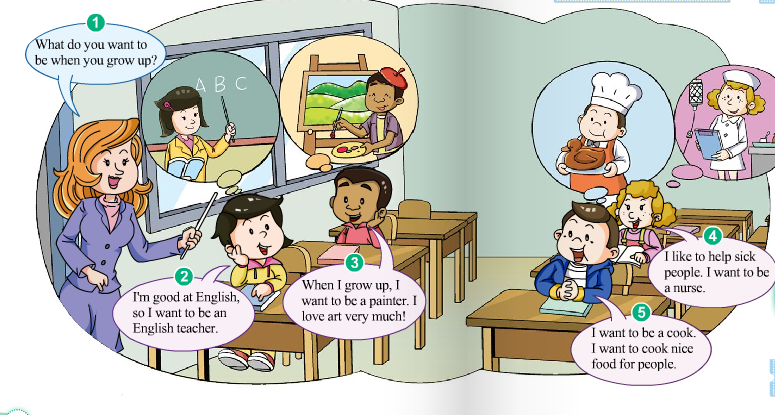 1
What do you want to
be when you grow up?
A B C
2
I'm good at English,
so I want to be an
English teacher.
3
When I grow up, I
want to be a painter. I
love art very much!
4
I like to help sick
people. I want to be
a nurse.
5
I want to be a cook.
I want to cook nice
food for people.